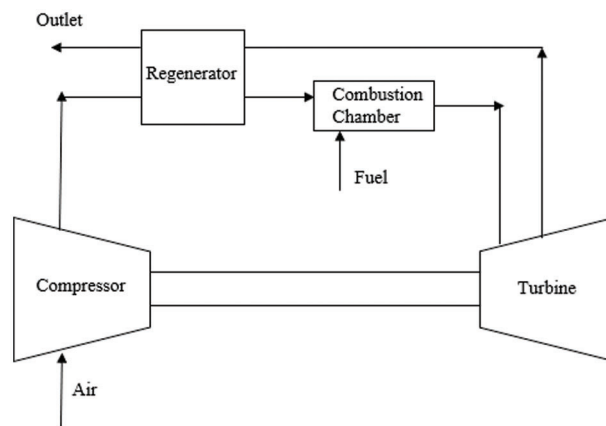 Outlet
Regenerator
Combustion
Chamber
Fuel
Compressor
Turbine
Air